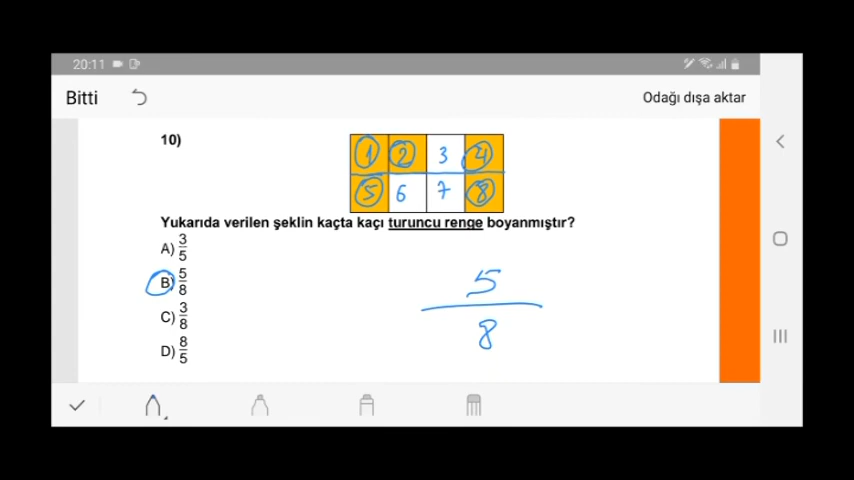 20:11
Bitti
Odağı dışa aktar
10)
1 2 3 4
5 6 7 8
Yukarıda verilen şeklin kaçta kaçı turuncu renge boyanmıştır?
A) 3/5
B) 5/8
C) 3/8
D) 8/5
5
8